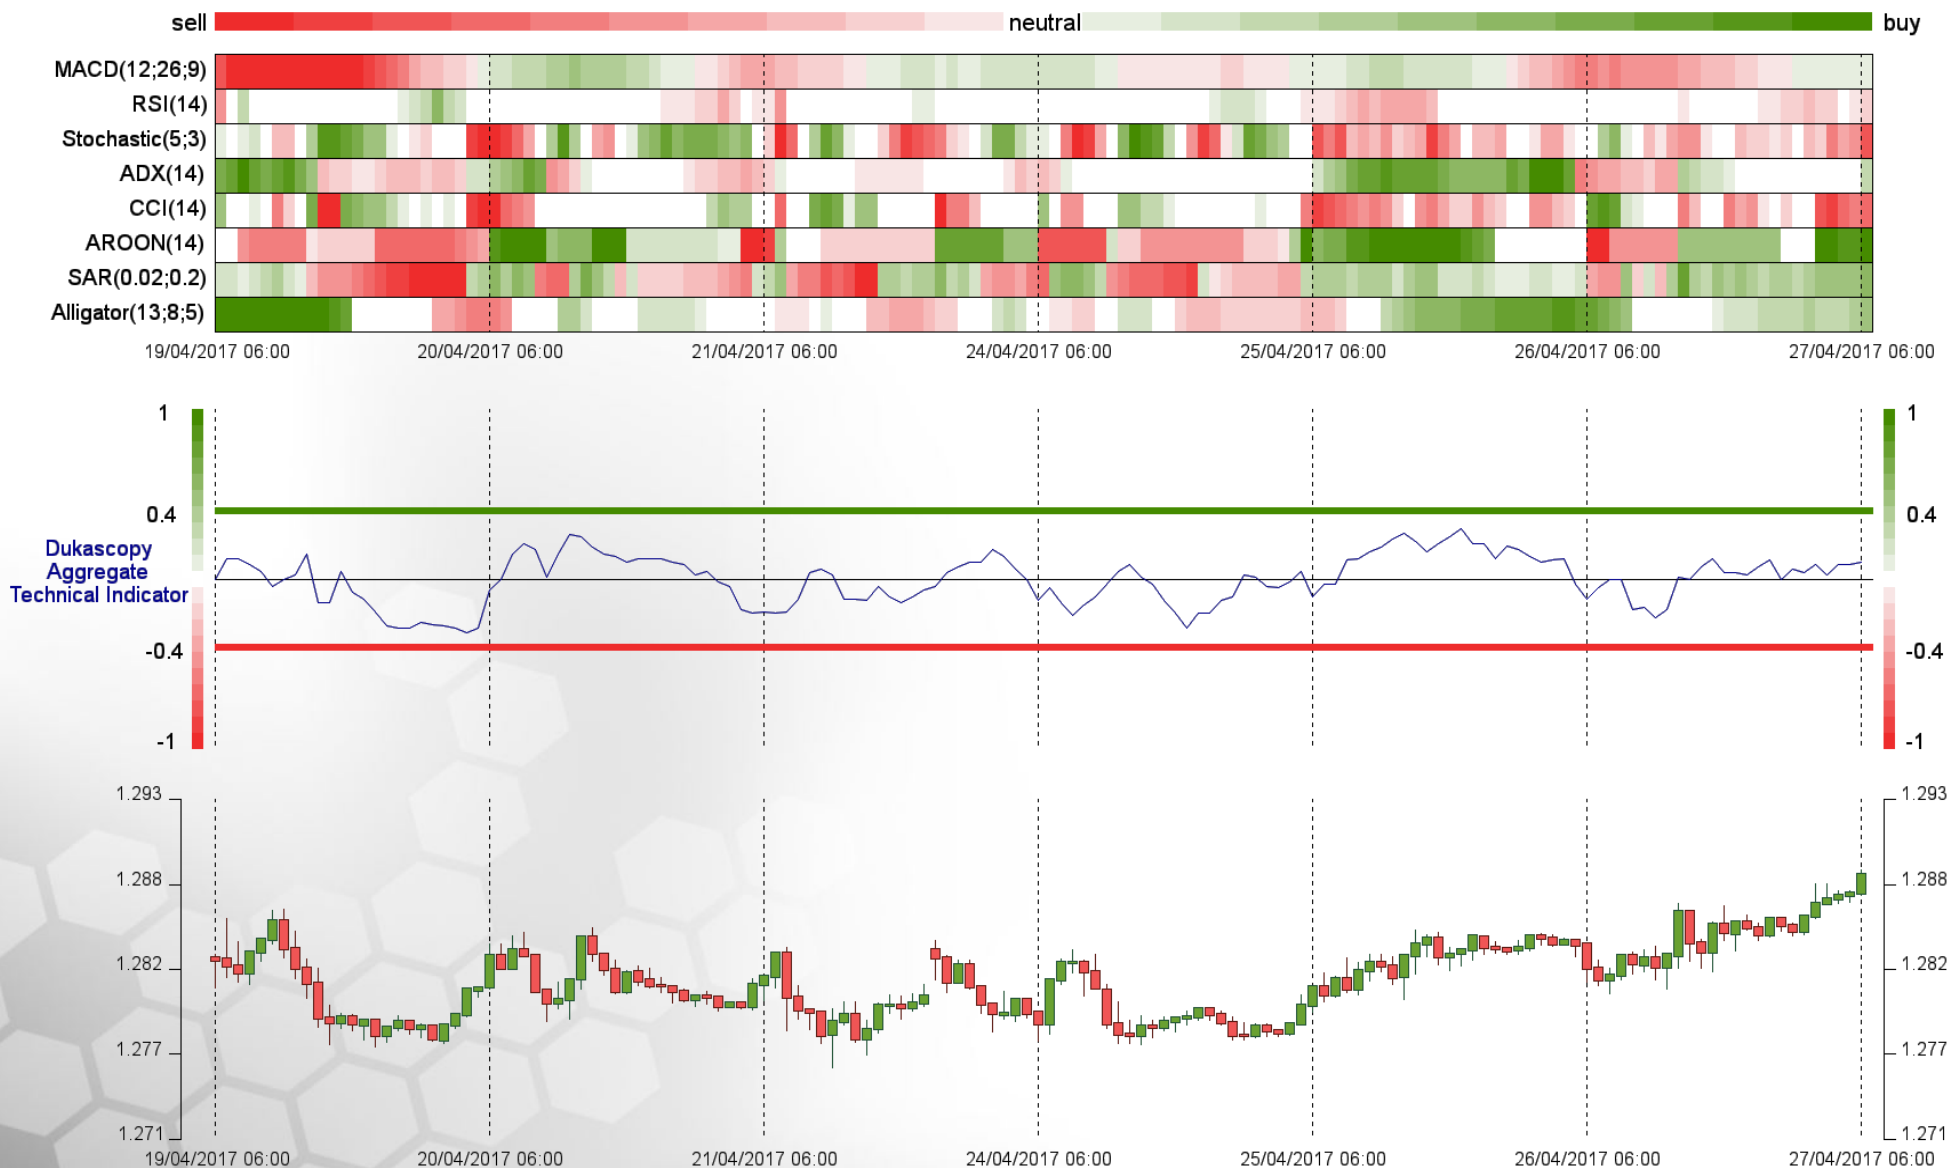 sell neutral buy
MACD(12;26;9)
RSI(14)
Stochastic(5;3)
ADX(14)
CCI(14)
AROON(14)
SAR(0.02;0.2)
Alligator(13;8;5)
19/04/2017 06:00 20/04/2017 06:00 21/04/2017 06:00 24/04/2017 06:00 25/04/2017 06:00 26/04/2017 06:00 27/04/2017 06:00
1 1
0.4 0.4
Dukascopy
Aggregate
Technical Indicator
-0.4 -0.4
-1 -1
1.293 1.293
1.288 1.288
1.282 1.282
1.277 1.277
1.271 1.271
19/04/2017 06:00 20/04/2017 06:00 21/04/2017 06:00 24/04/2017 06:00 25/04/2017 06:00 26/04/2017 06:00 27/04/2017 06:00